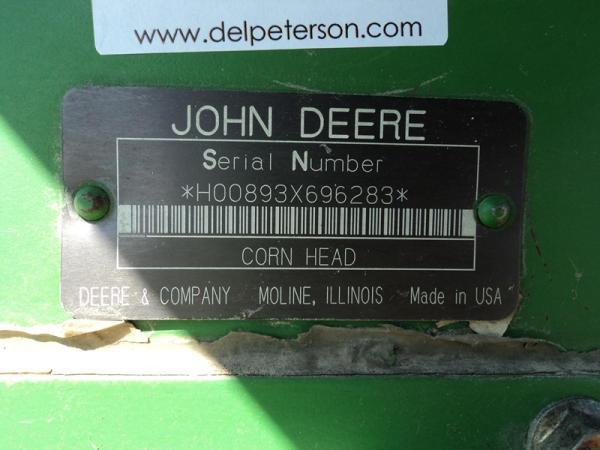 www.delpeterson.com
JOHN DEERE
Serial Number
*H00893X696283*
CORN HEAD
DEERE & COMPANY MOLINE, ILLINOIS Made in USA